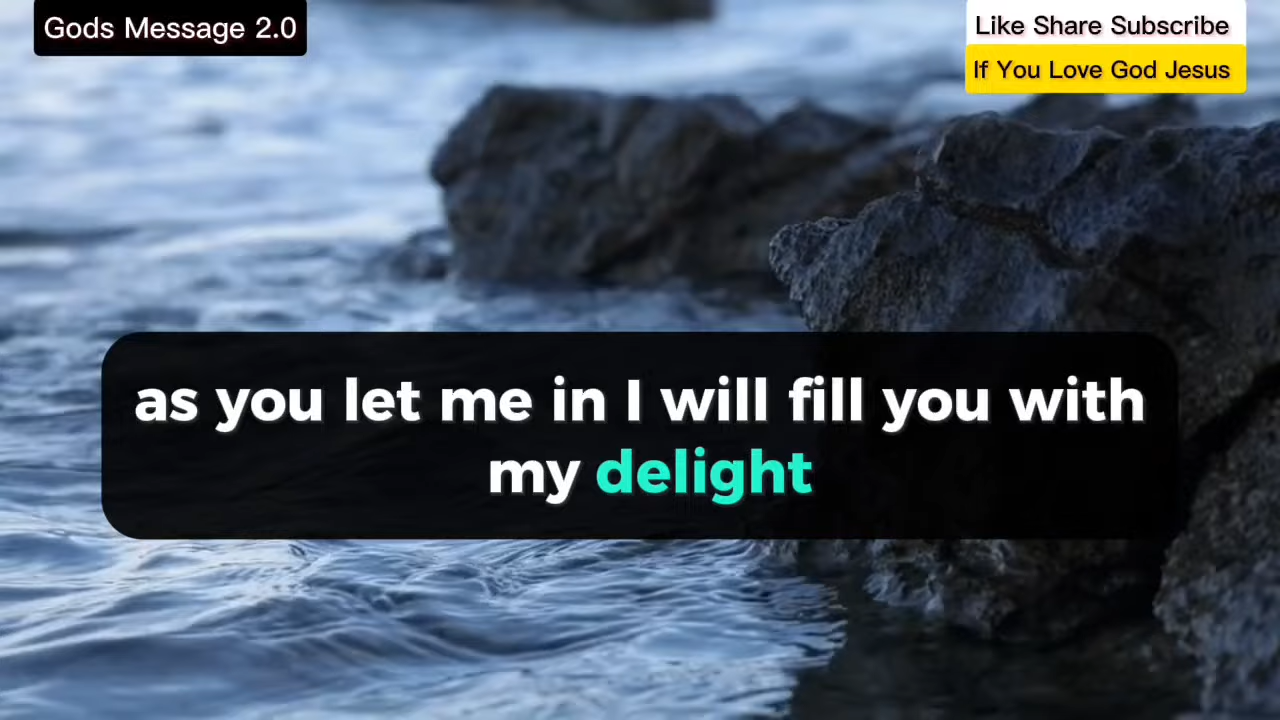 Gods Message 2.0
Like Share Subscribe
If You Love God Jesus
as you let me in I will fill you with
my delight